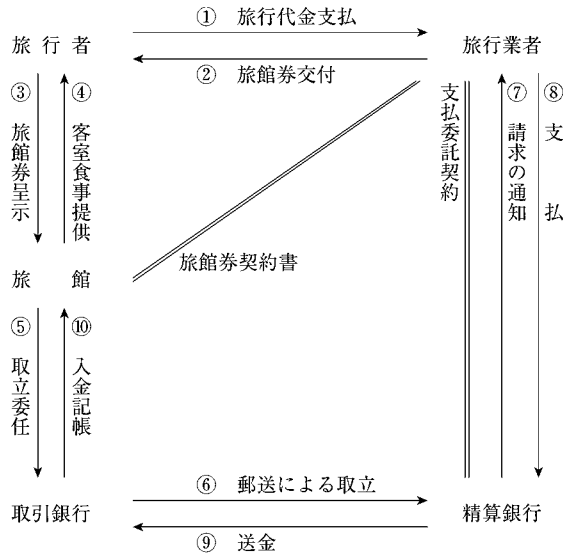 ① 旅行代金支払
旅行者
旅行業者
② 旅館券交付
③ 旅館券呈示
④ 客室食事提供
支払委託契約
⑦ 請求の通知
⑧ 支払
旅館券契約書
旅館
⑤ 取立委任
⑩ 入金記帳
⑥ 郵送による取立
取引銀行
精算銀行
⑨ 送金